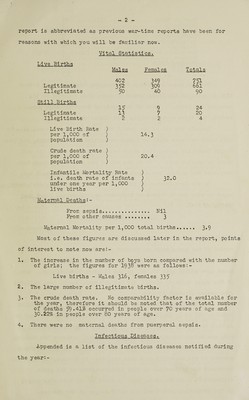 - 2 -
report is abbreviated as previous war-time reports have been for
reasons with which you will be familiar now.
Vital Statistics.
Live Births
Males Females Totals
402 349 751
Legitimate 352 309 661
Illegitimate 50 40 90
Still Births
15 9 24
Legitimate 13 7 20
Illegitimate 2 2 4
Live Birth Rate )
per 1,000 of ) 14.3
population )
Crude death rate )
per 1,000 of ) 20.4
population )
Infantile Mortality Rate )
i.e. death rate of infants ) 32.0
under one year per 1,000 )
live births )
Maternal Deaths:-
From sepsis............... Nil
From other causes ........ 3
Maternal Mortality per 1,000 total births...... 3.9
Most of these figures are discussed later in the report, points
of interest to note now are:-
1. The increase in the number of boys born compared with the number
of girls; the figures for 1938 were as follows:-
Live births - Males 316, females 335
2. The large number of illegitimate births.
3. The crude death rate. No comparability factor is available for
the year, therefore it should be noted that of the total number
of deaths 59.41% occurred in people over 70 years of age and
30.22% in people over 80 years of age.
4. There were no maternal deaths from puerperal sepsis.
Infectious Diseases.
Appended is a list of the infectious diseases notified during
the year:-